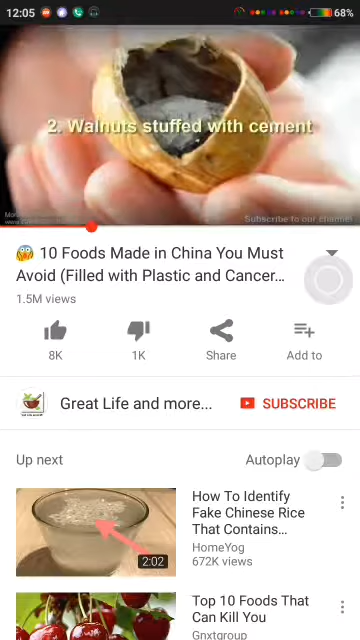 12:05
68%
2. Walnuts stuffed with cement
Subscribe to our channel
😱 10 Foods Made in China You Must
Avoid (Filled with Plastic and Cancer...
1.5M views
8K
1K
Share
Add to
Great Life and more...
SUBSCRIBE
Up next
Autoplay
How To Identify
Fake Chinese Rice
That Contains...
HomeYog
672K views
2:02
Top 10 Foods That
Can Kill You
Gnxtgroup